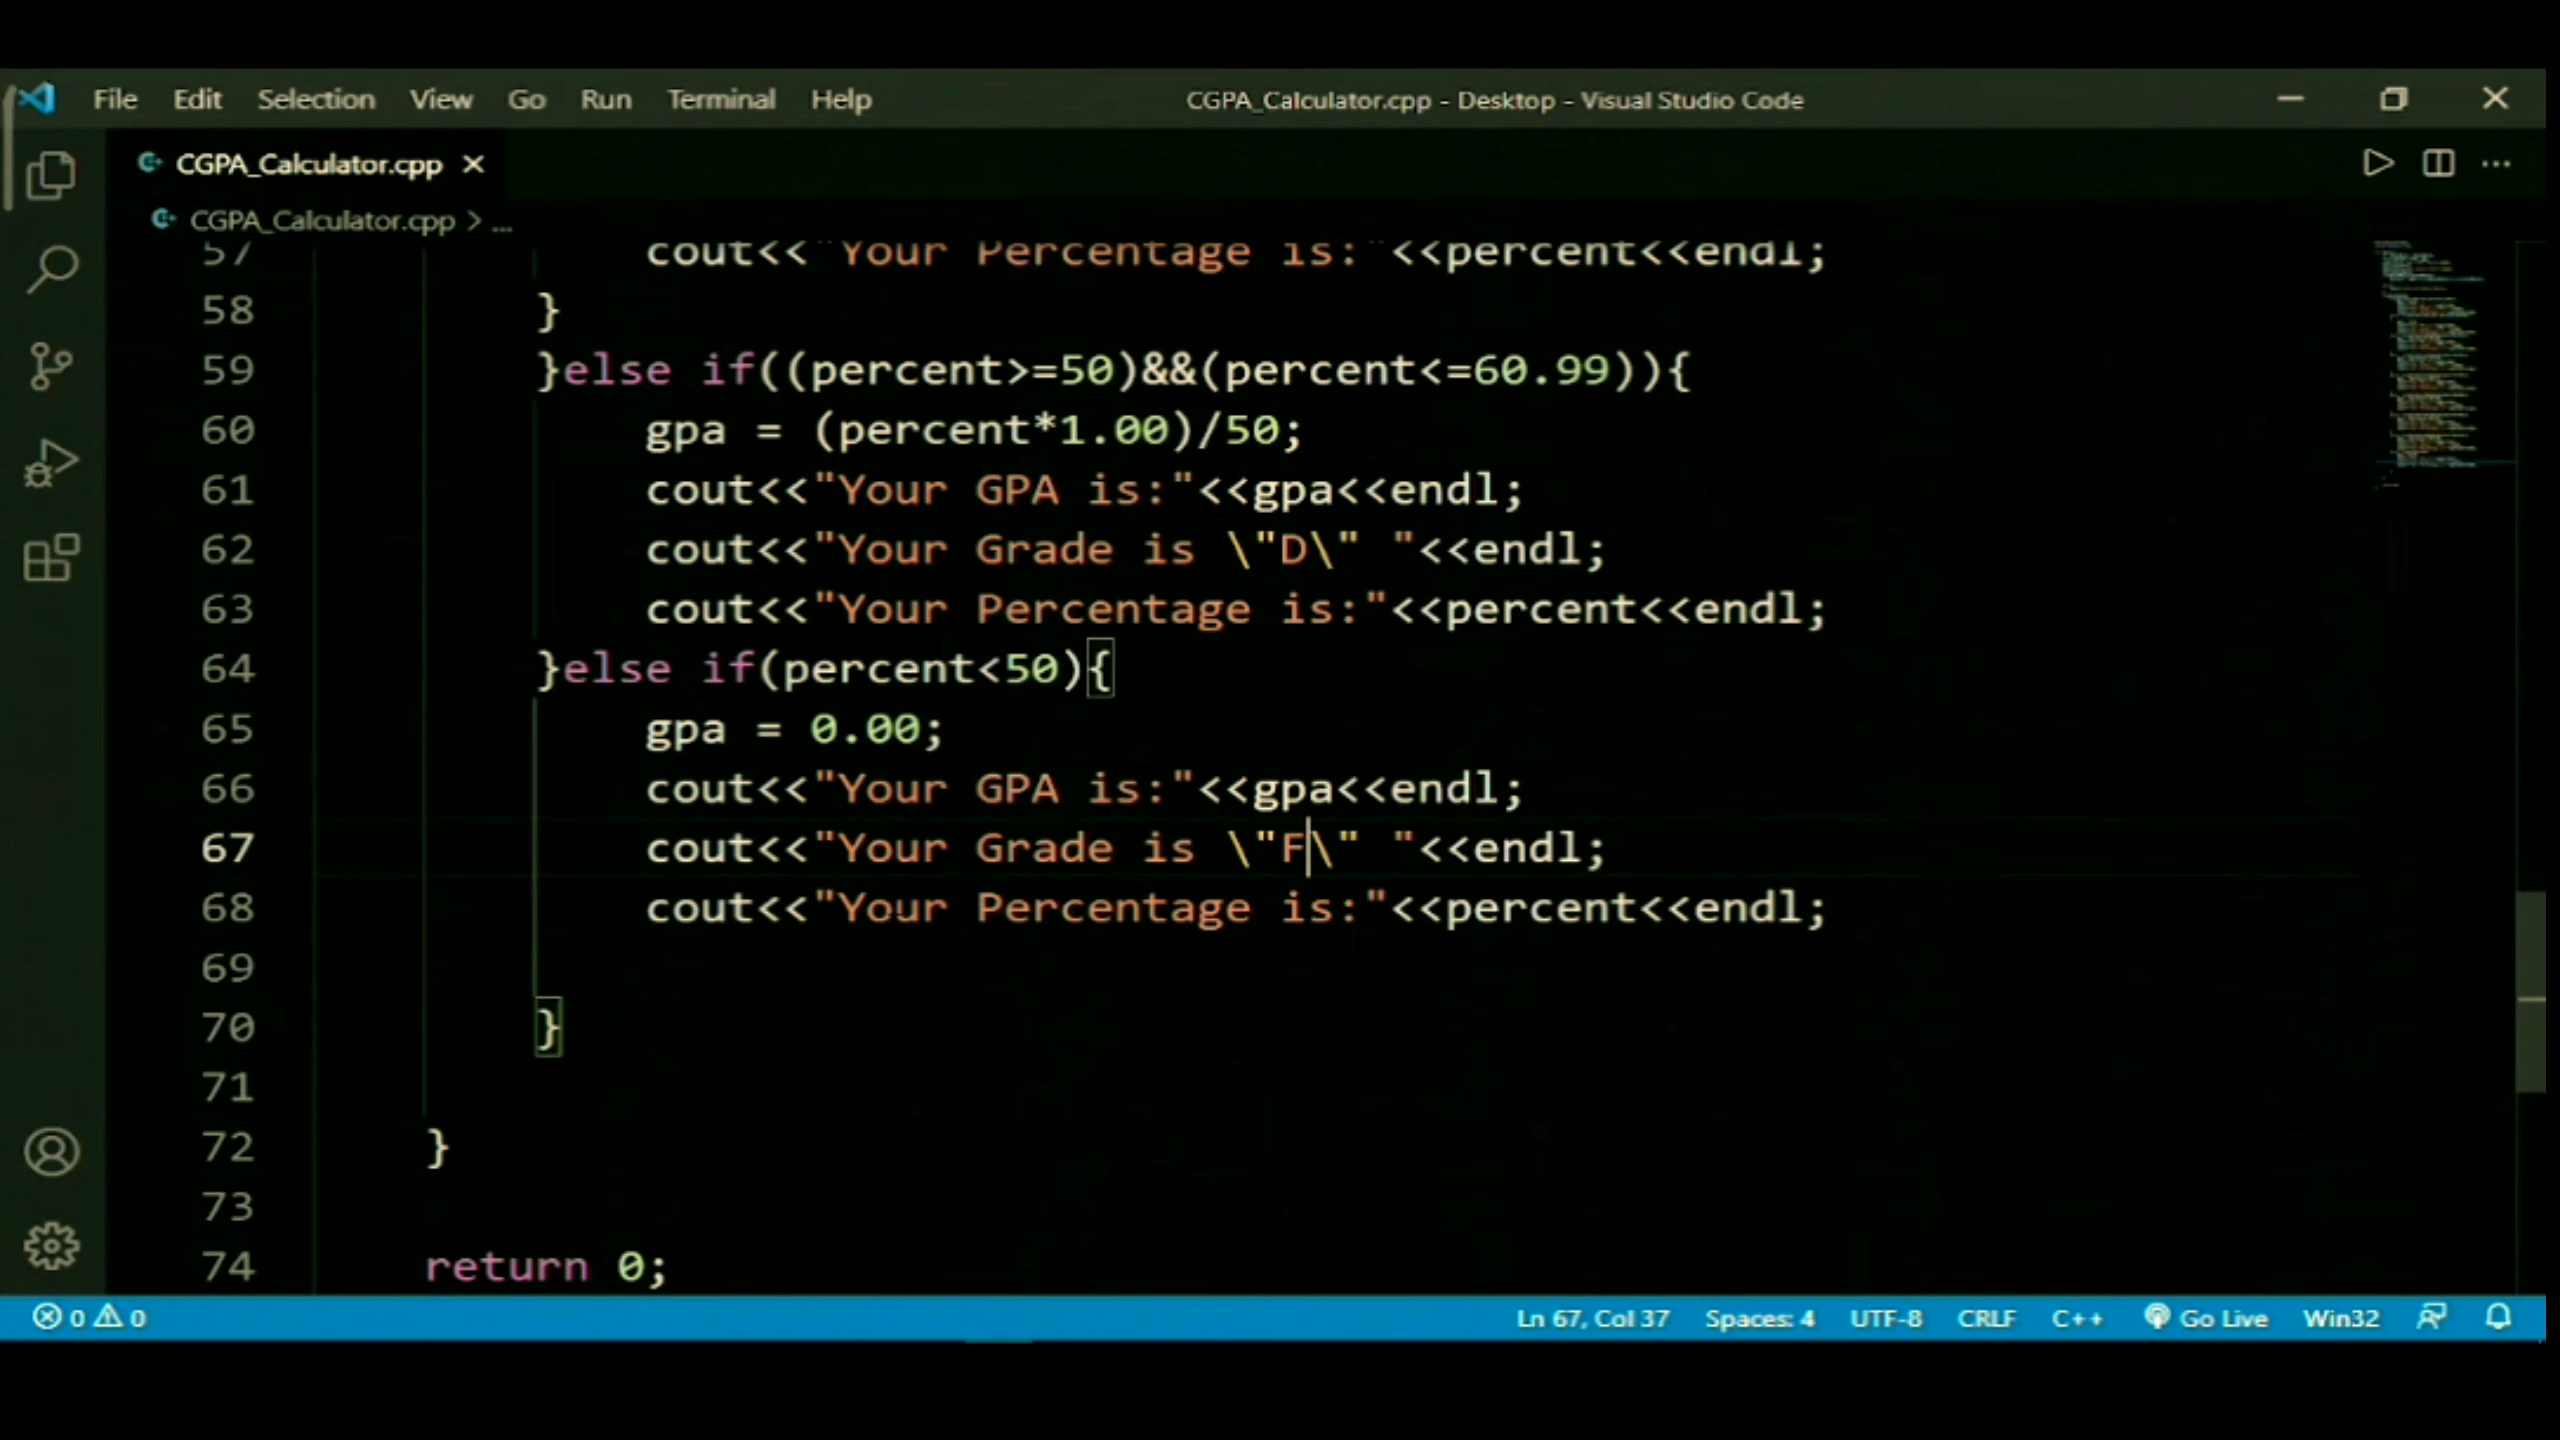 File Edit Selection View Go Run Terminal Help CGPA_Calculator.cpp - Desktop - Visual Studio Code
CGPA_Calculator.cpp
CGPA_Calculator.cpp > ...
57 cout<<"Your Percentage is:"<<percent<<endl;
58 }
59 }else if((percent>=50)&&(percent<=60.99)){
60 gpa = (percent*1.00)/50;
61 cout<<"Your GPA is:"<<gpa<<endl;
62 cout<<"Your Grade is \"D\" "<<endl;
63 cout<<"Your Percentage is:"<<percent<<endl;
64 }else if(percent<50){
65 gpa = 0.00;
66 cout<<"Your GPA is:"<<gpa<<endl;
67 cout<<"Your Grade is \"F\" "<<endl;
68 cout<<"Your Percentage is:"<<percent<<endl;
69
70 }
71
72 }
73
74 return 0;
0 0 Ln 67, Col 37 Spaces: 4 UTF-8 CRLF C++ Go Live Win32